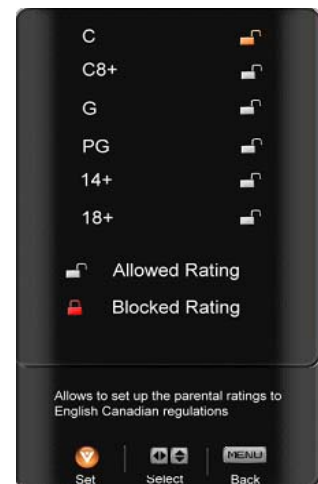 C
C8+
G
PG
14+
18+
Allowed Rating
Blocked Rating
Allows to set up the parental ratings to
English Canadian regulations
MENU
Set Select Back